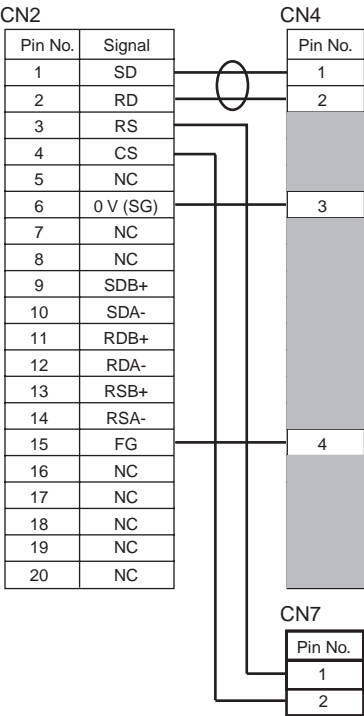 CN2 CN4
Pin No. Signal Pin No.
1 SD 1
2 RD 2
3 RS
4 CS
5 NC
6 0 V (SG) 3
7 NC
8 NC
9 SDB+
10 SDA-
11 RDB+
12 RDA-
13 RSB+
14 RSA-
15 FG 4
16 NC
17 NC
18 NC
19 NC
20 NC
CN7
Pin No.
1
2